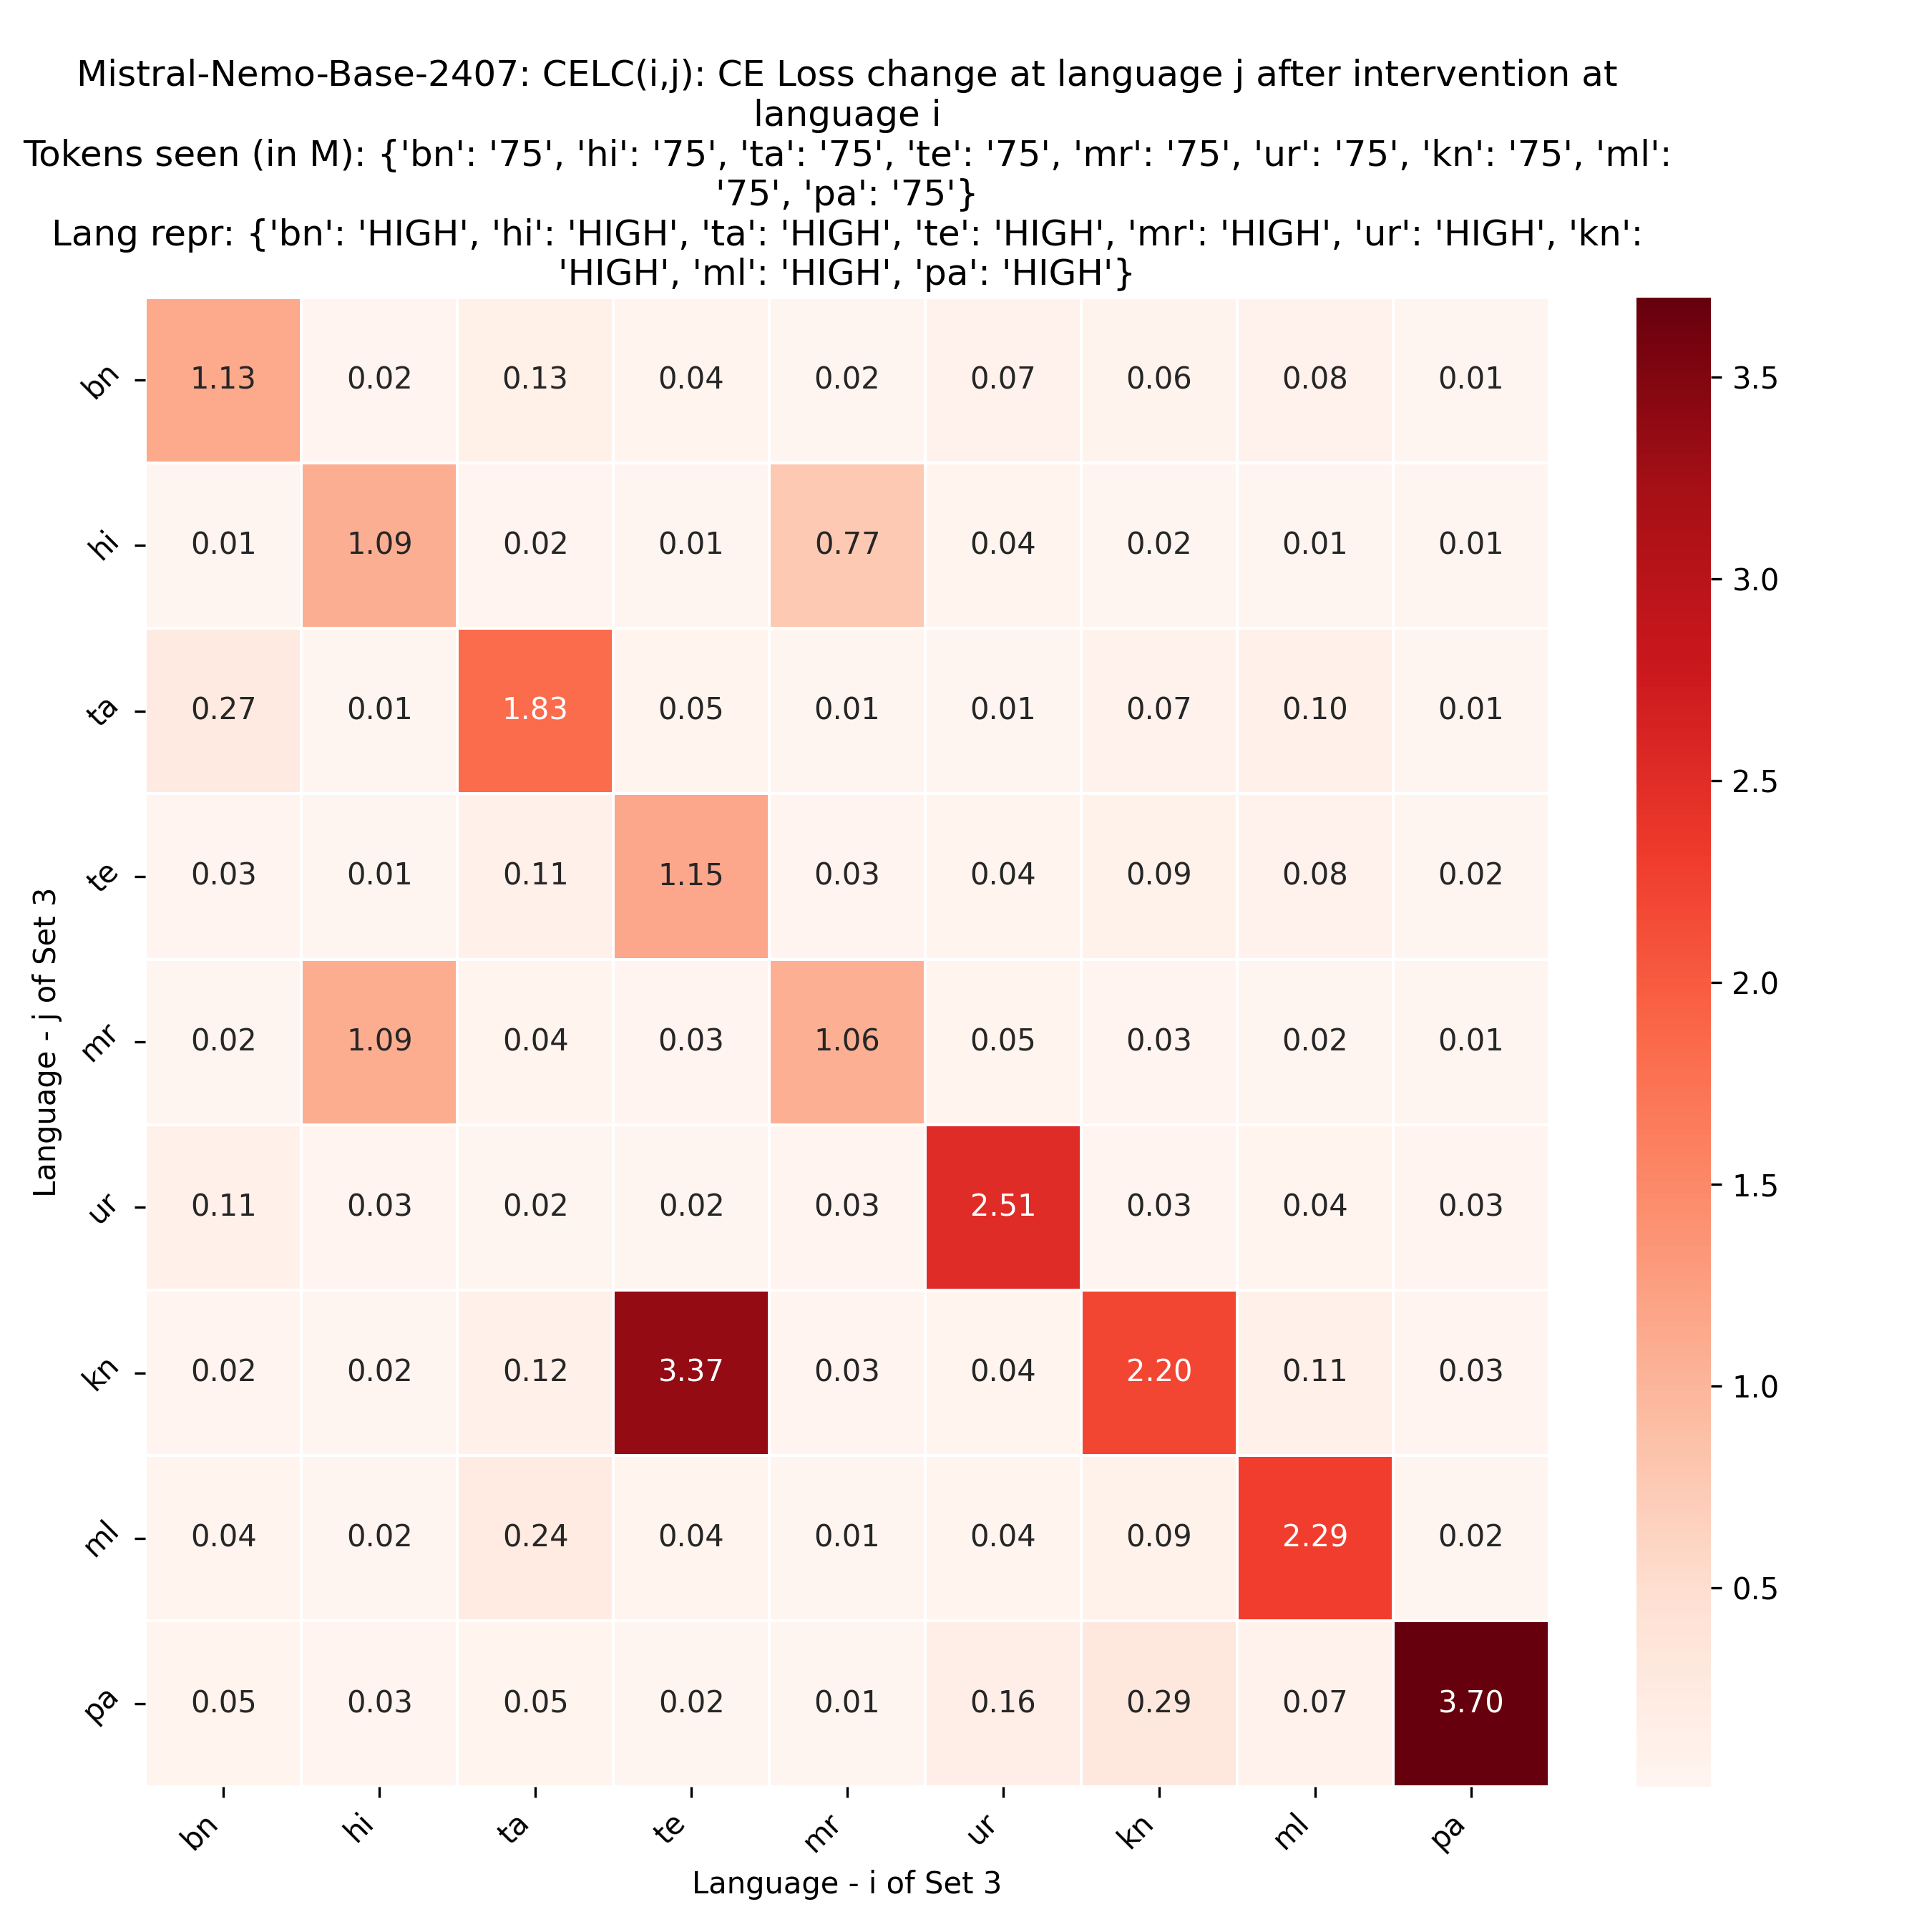 Mistral-Nemo-Base-2407: CELC(i,j): CE Loss change at language j after intervention at
language i
Tokens seen (in M): {'bn': '75', 'hi': '75', 'ta': '75', 'te': '75', 'mr': '75', 'ur': '75', 'kn': '75', 'ml':
'75', 'pa': '75'}
Lang repr: {'bn': 'HIGH', 'hi': 'HIGH', 'ta': 'HIGH', 'te': 'HIGH', 'mr': 'HIGH', 'ur': 'HIGH', 'kn':
'HIGH', 'ml': 'HIGH', 'pa': 'HIGH'}
bn 1.13 0.02 0.13 0.04 0.02 0.07 0.06 0.08 0.01
hi 0.01 1.09 0.02 0.01 0.77 0.04 0.02 0.01 0.01
ta 0.27 0.01 1.83 0.05 0.01 0.01 0.07 0.10 0.01
te 0.03 0.01 0.11 1.15 0.03 0.04 0.09 0.08 0.02
mr 0.02 1.09 0.04 0.03 1.06 0.05 0.03 0.02 0.01
ur 0.11 0.03 0.02 0.02 0.03 2.51 0.03 0.04 0.03
kn 0.02 0.02 0.12 3.37 0.03 0.04 2.20 0.11 0.03
ml 0.04 0.02 0.24 0.04 0.01 0.04 0.09 2.29 0.02
pa 0.05 0.03 0.05 0.02 0.01 0.16 0.29 0.07 3.70
bn hi ta te mr ur kn ml pa
Language - i of Set 3
Language - j of Set 3
3.5
3.0
2.5
2.0
1.5
1.0
0.5